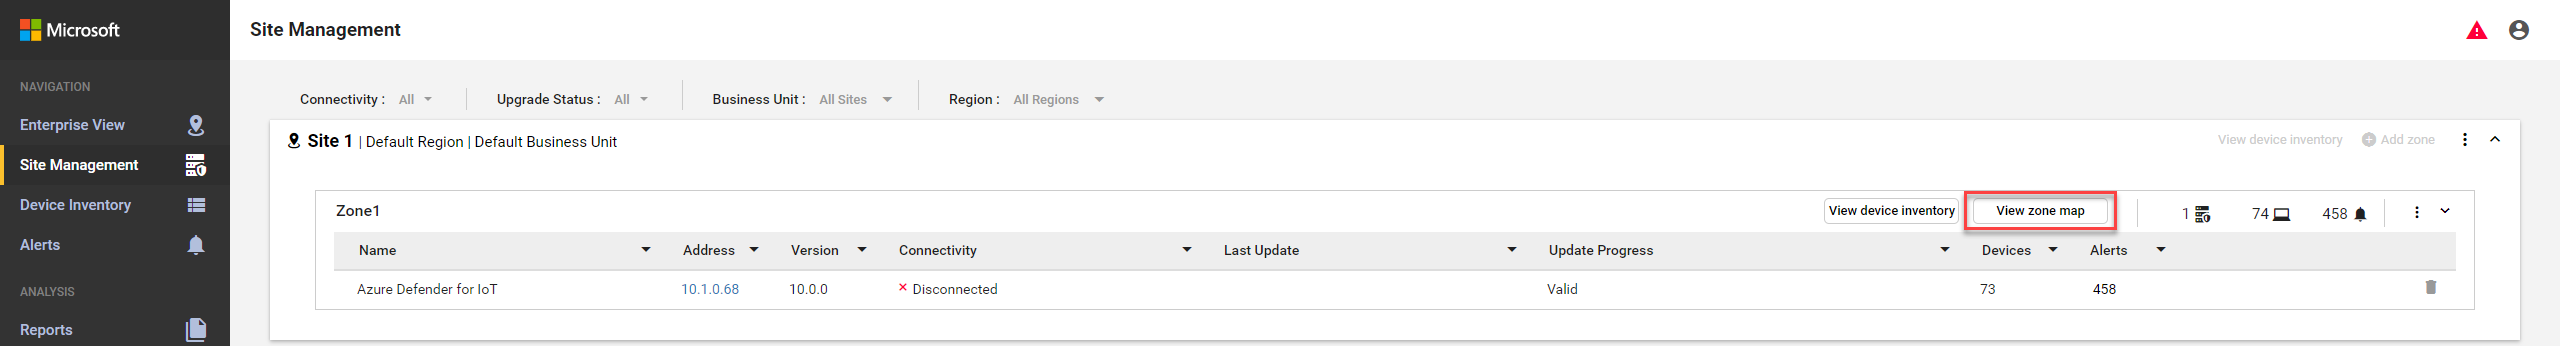 Microsoft
Site Management
NAVIGATION
Enterprise View
Site Management
Device Inventory
Alerts
ANALYSIS
Reports
Connectivity : All Upgrade Status : All Business Unit : All Sites Region : All Regions
Site 1 | Default Region | Default Business Unit View device inventory Add zone
Zone1 View device inventory View zone map 1 74 458
Name Address Version Connectivity Last Update Update Progress Devices Alerts
Azure Defender for IoT 10.1.0.68 10.0.0 Disconnected Valid 73 458